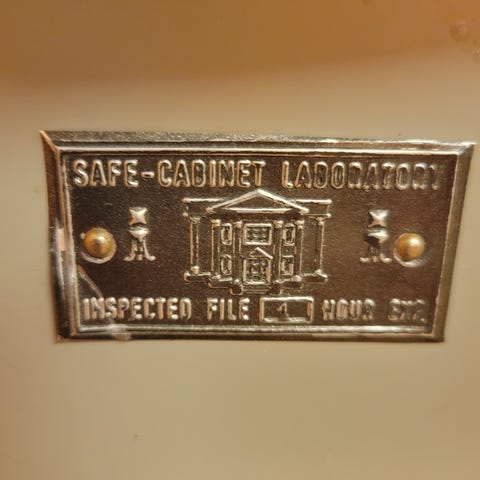 SAFE-CABINET LABORATORY
INSPECTED FILE 1 HOUR EXP.